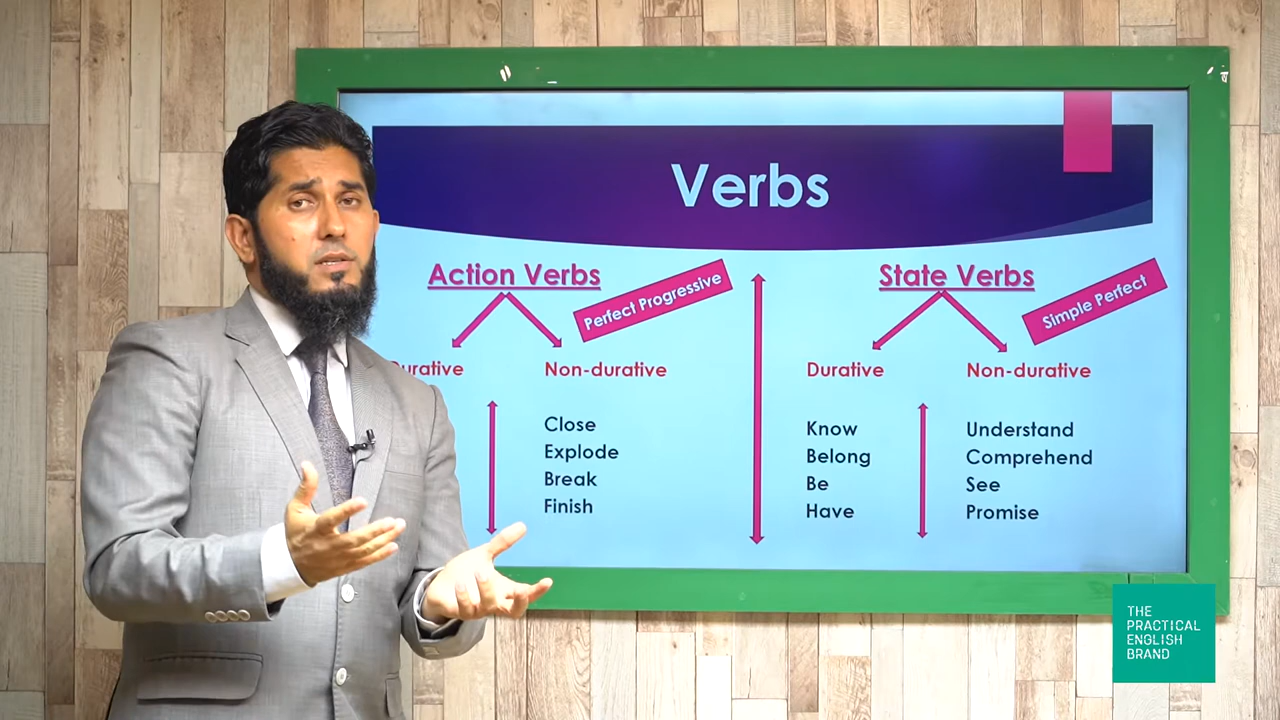 Verbs
Action Verbs
Perfect Progressive
Non-durative
Close
Explode
Break
Finish
State Verbs
Simple Perfect
Durative
Non-durative
Know
Belong
Be
Have
Understand
Comprehend
See
Promise
THE
PRACTICAL
ENGLISH
BRAND